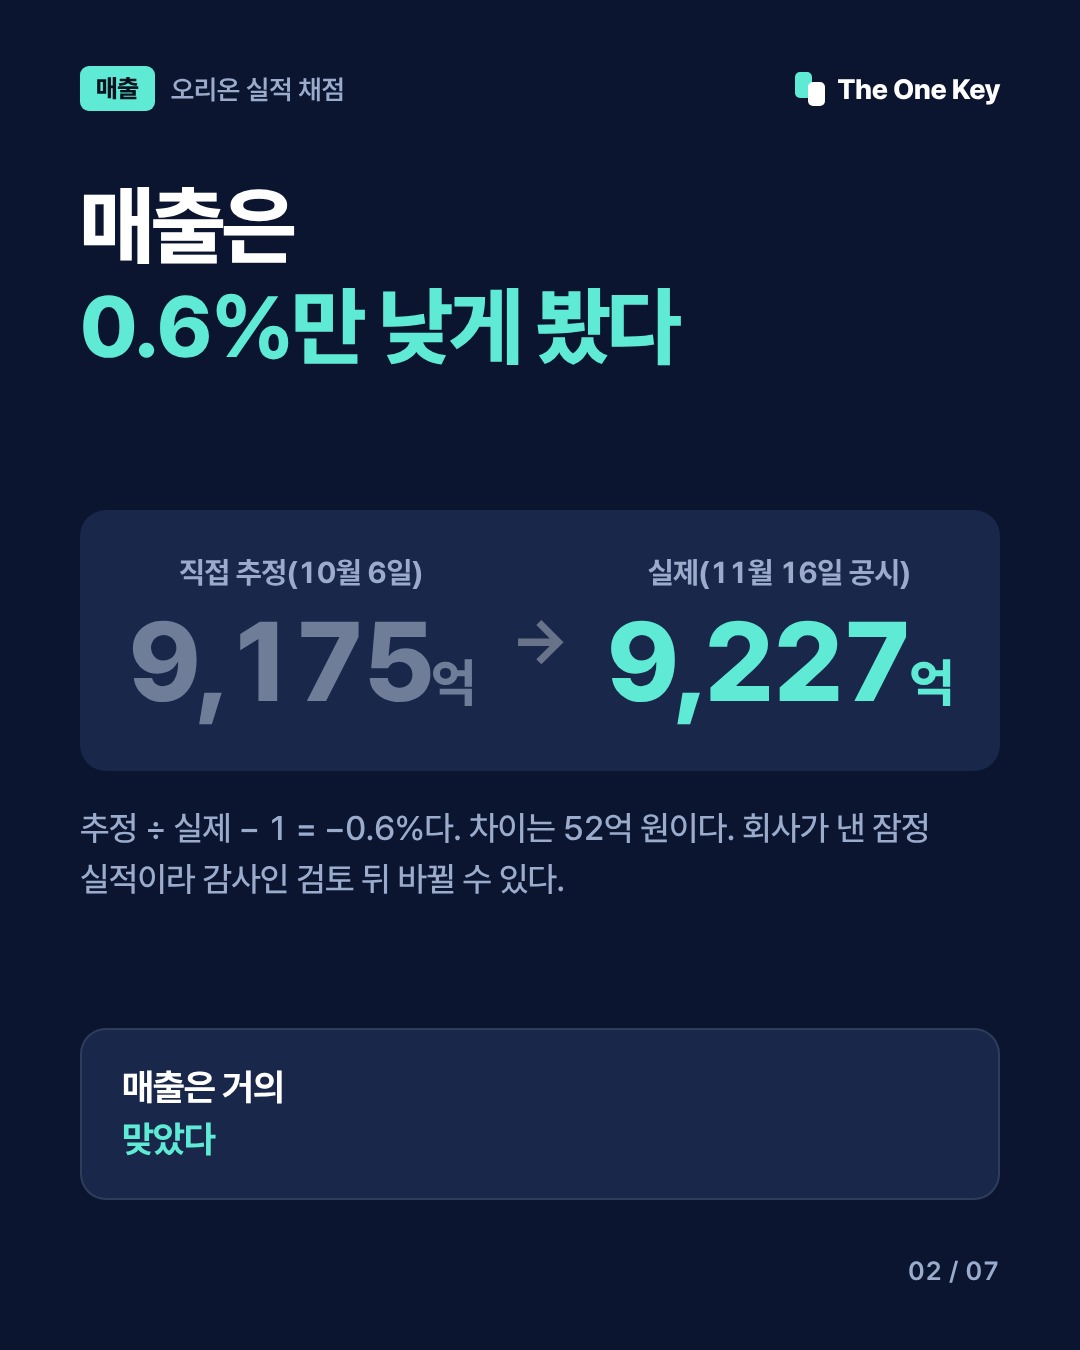 매출 오리온 실적 채점
The One Key
매출은
0.6%만 낮게 봤다
직접 추정(10월 6일)
9,175억
→
실제(11월 16일 공시)
9,227억
추정 ÷ 실제 – 1 = –0.6%다. 차이는 52억 원이다. 회사가 낸 잠정
실적이라 감사인 검토 뒤 바뀔 수 있다.
매출은 거의
맞았다
02 / 07